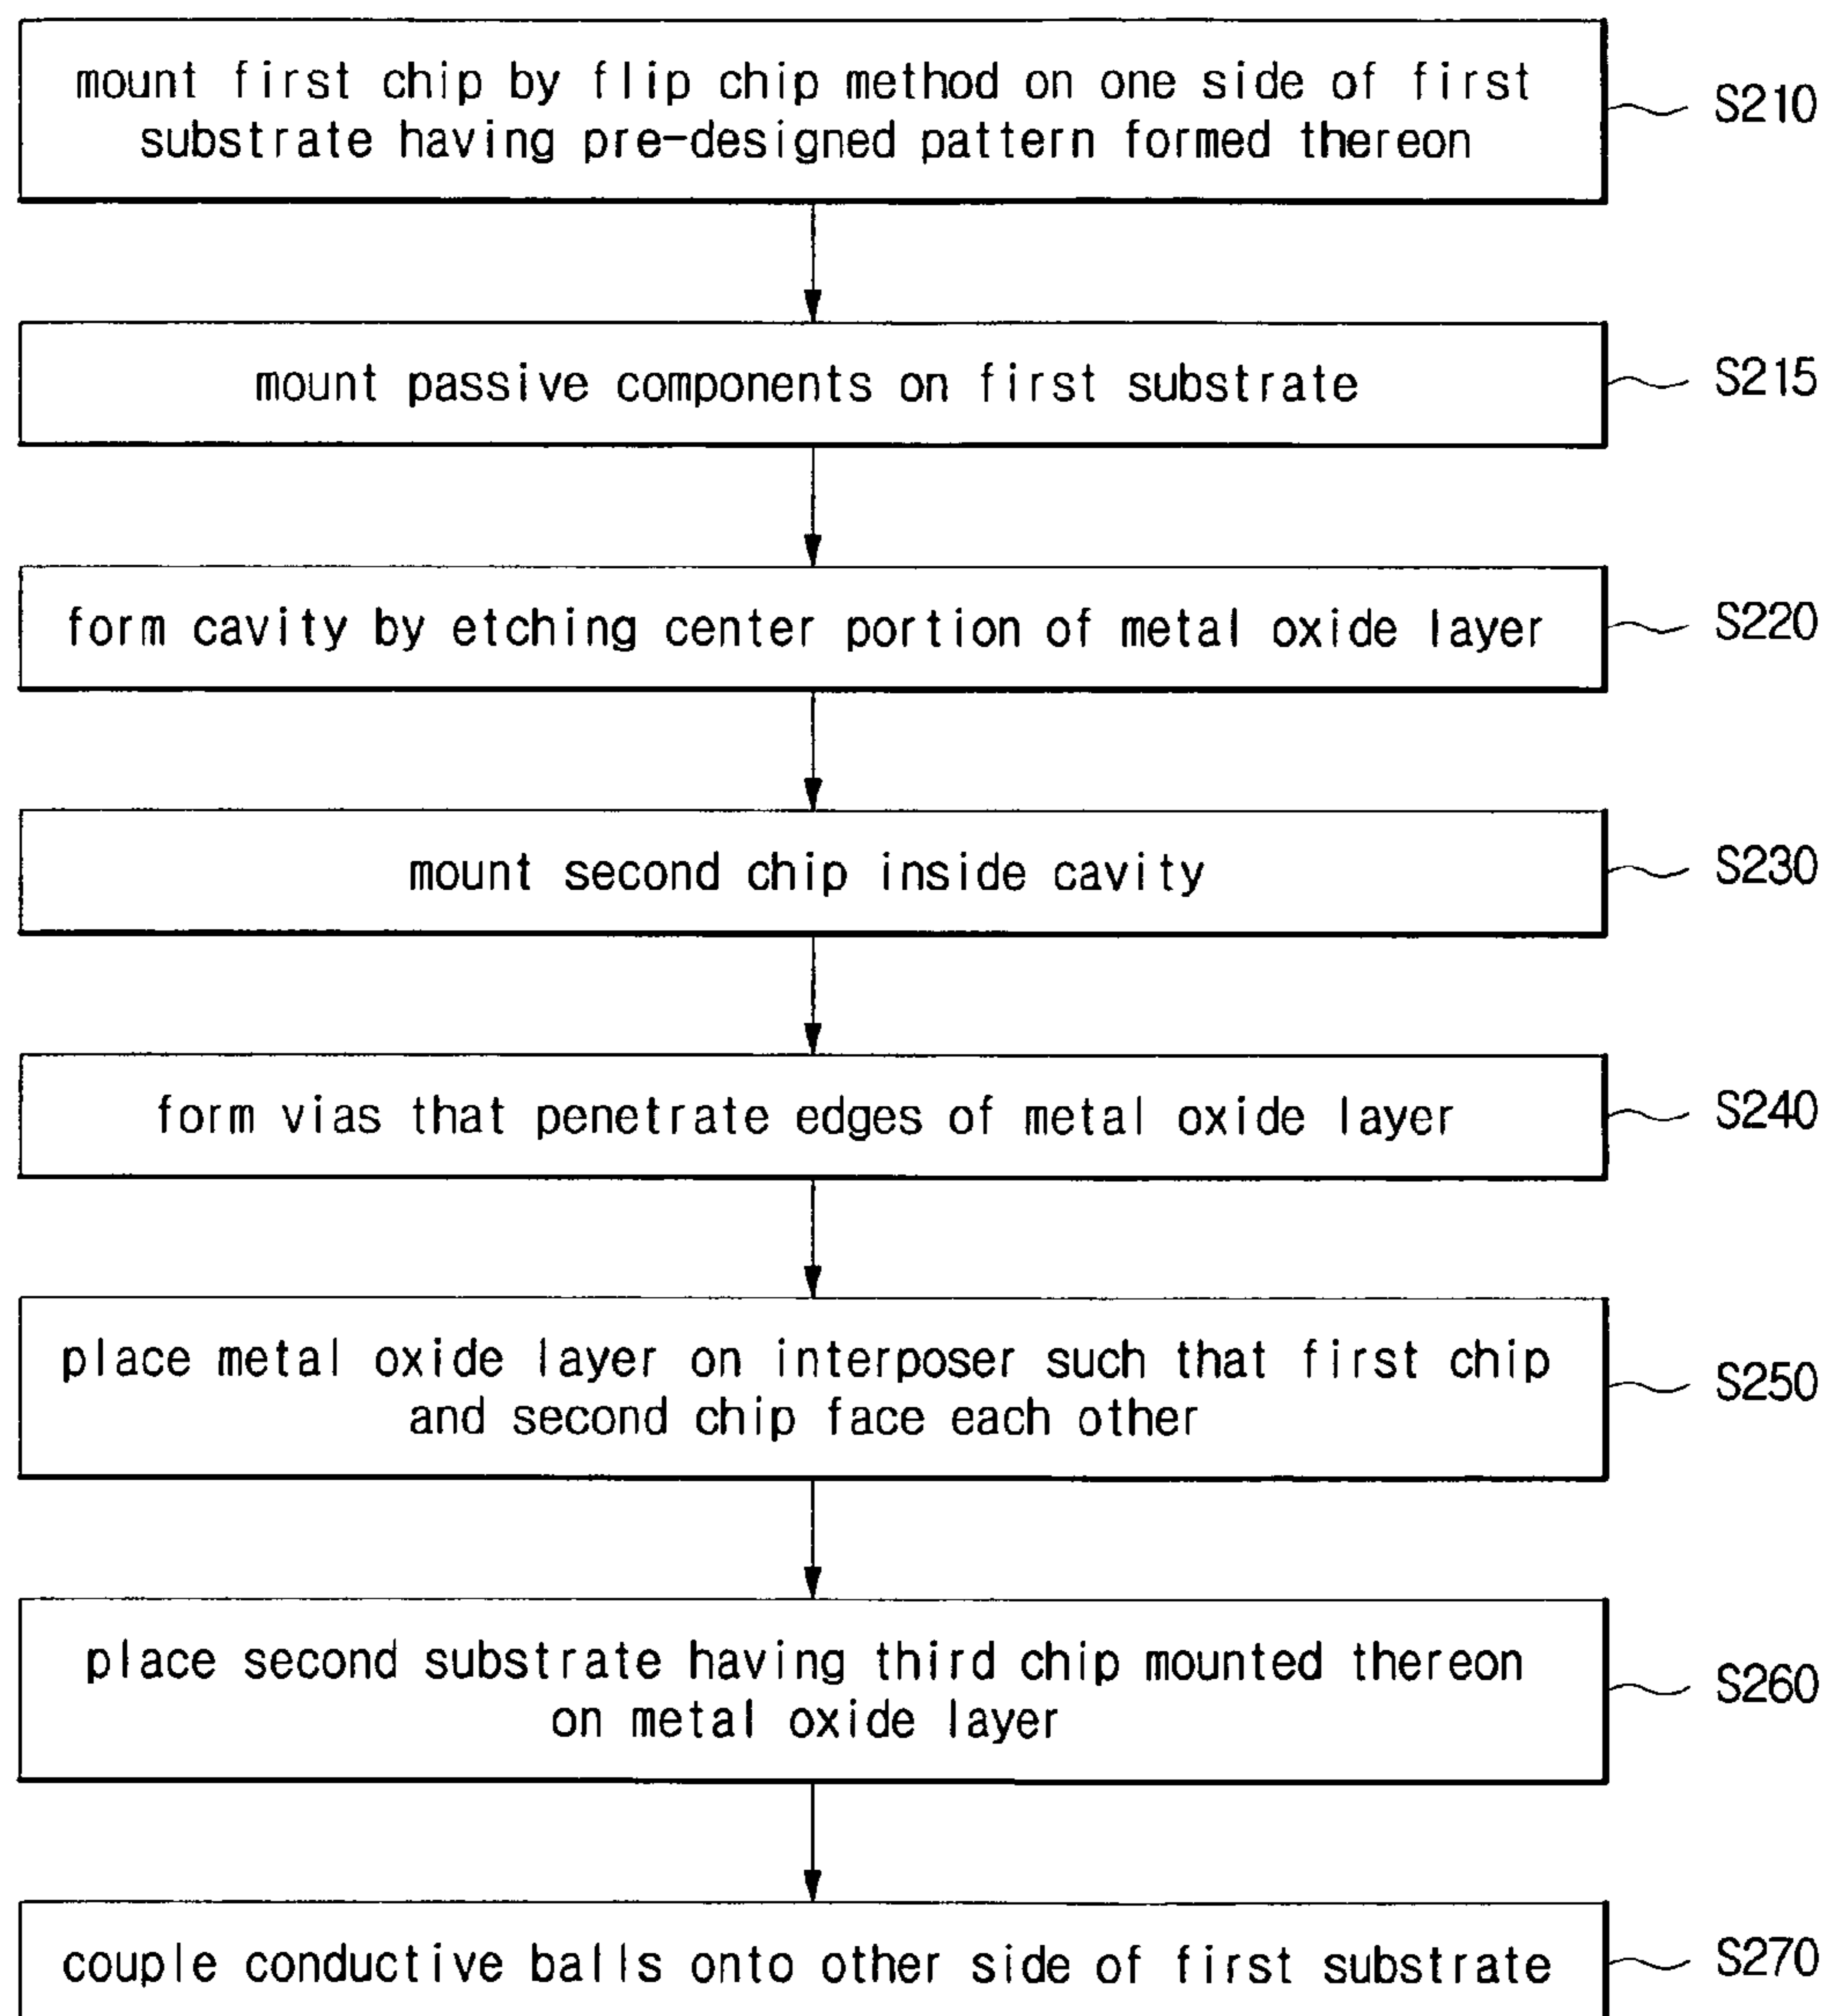 mount first chip by flip chip method on one side of first
substrate having pre-designed pattern formed thereon
S210
mount passive components on first substrate
S215
form cavity by etching center portion of metal oxide layer
S220
mount second chip inside cavity
S230
form vias that penetrate edges of metal oxide layer
S240
place metal oxide layer on interposer such that first chip
and second chip face each other
S250
place second substrate having third chip mounted thereon
on metal oxide layer
S260
couple conductive balls onto other side of first substrate
S270